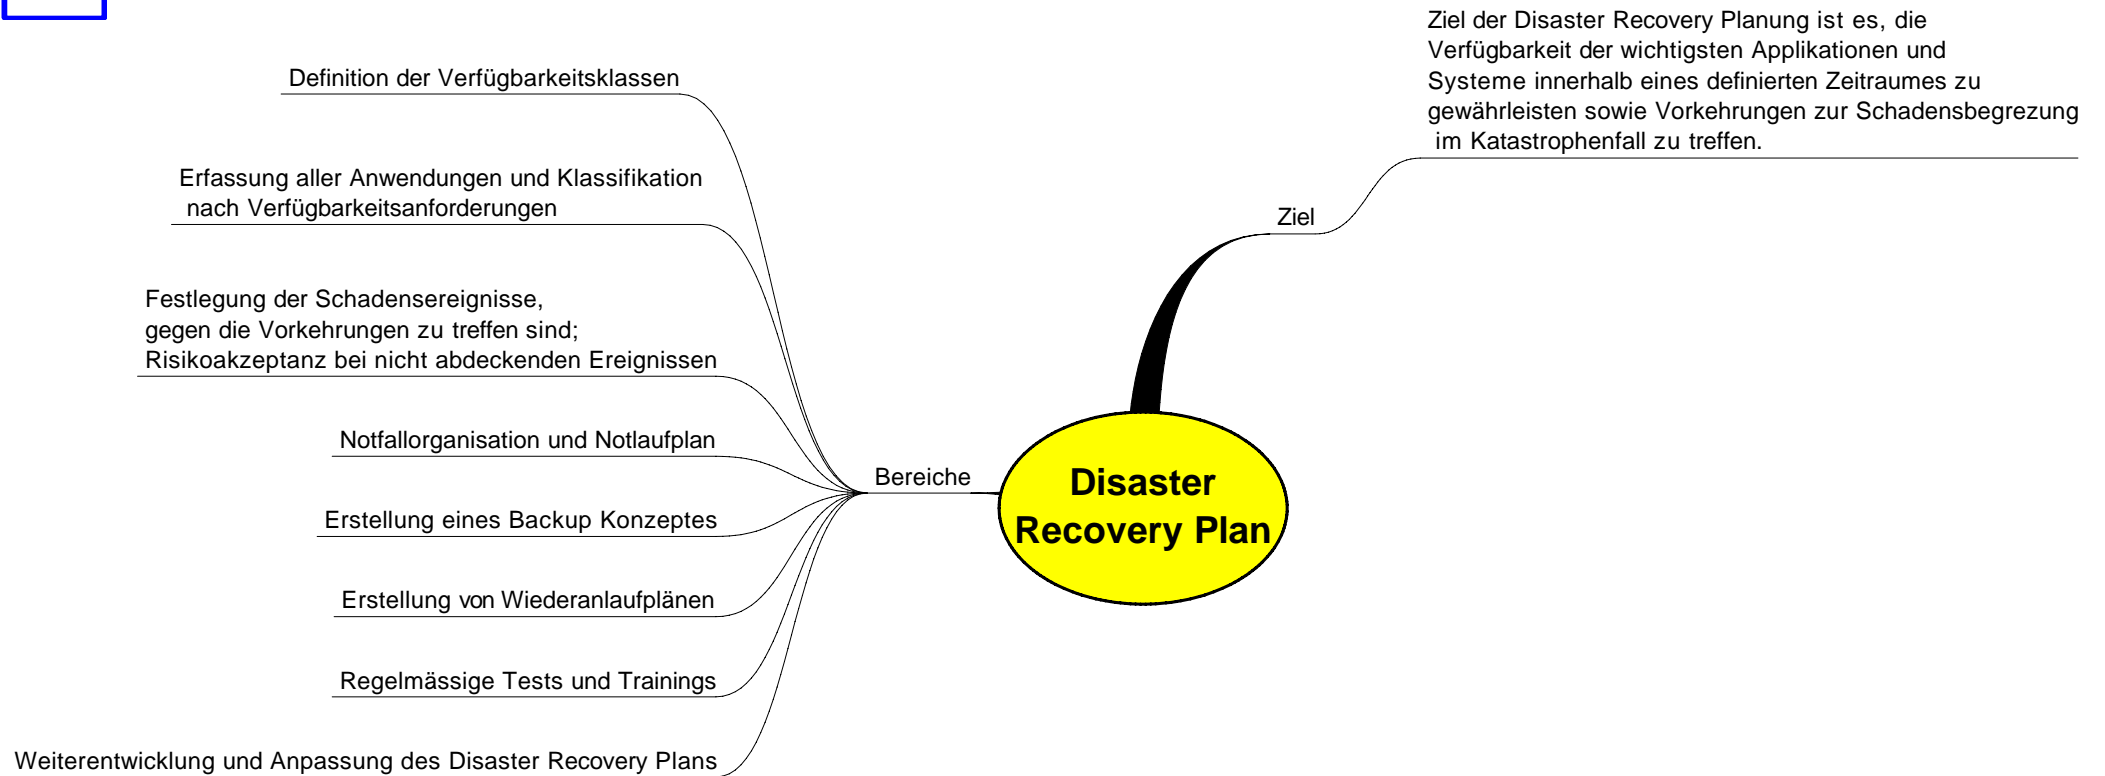 Ziel der Disaster Recovery Planung ist es, die
Verfügbarkeit der wichtigsten Applikationen und
Systeme innerhalb eines definierten Zeitraumes zu
gewährleisten sowie Vorkehrungen zur Schadensbegrezung
im Katastrophenfall zu treffen.
Ziel
Definition der Verfügbarkeitsklassen
Erfassung aller Anwendungen und Klassifikation
nach Verfügbarkeitsanforderungen
Festlegung der Schadensereignisse,
gegen die Vorkehrungen zu treffen sind;
Risikoakzeptanz bei nicht abdeckenden Ereignissen
Notfallorganisation und Notlaufplan
Erstellung eines Backup Konzeptes
Erstellung von Wiederanlaufplänen
Regelmässige Tests und Trainings
Weiterentwicklung und Anpassung des Disaster Recovery Plans
Bereiche
Disaster
Recovery Plan